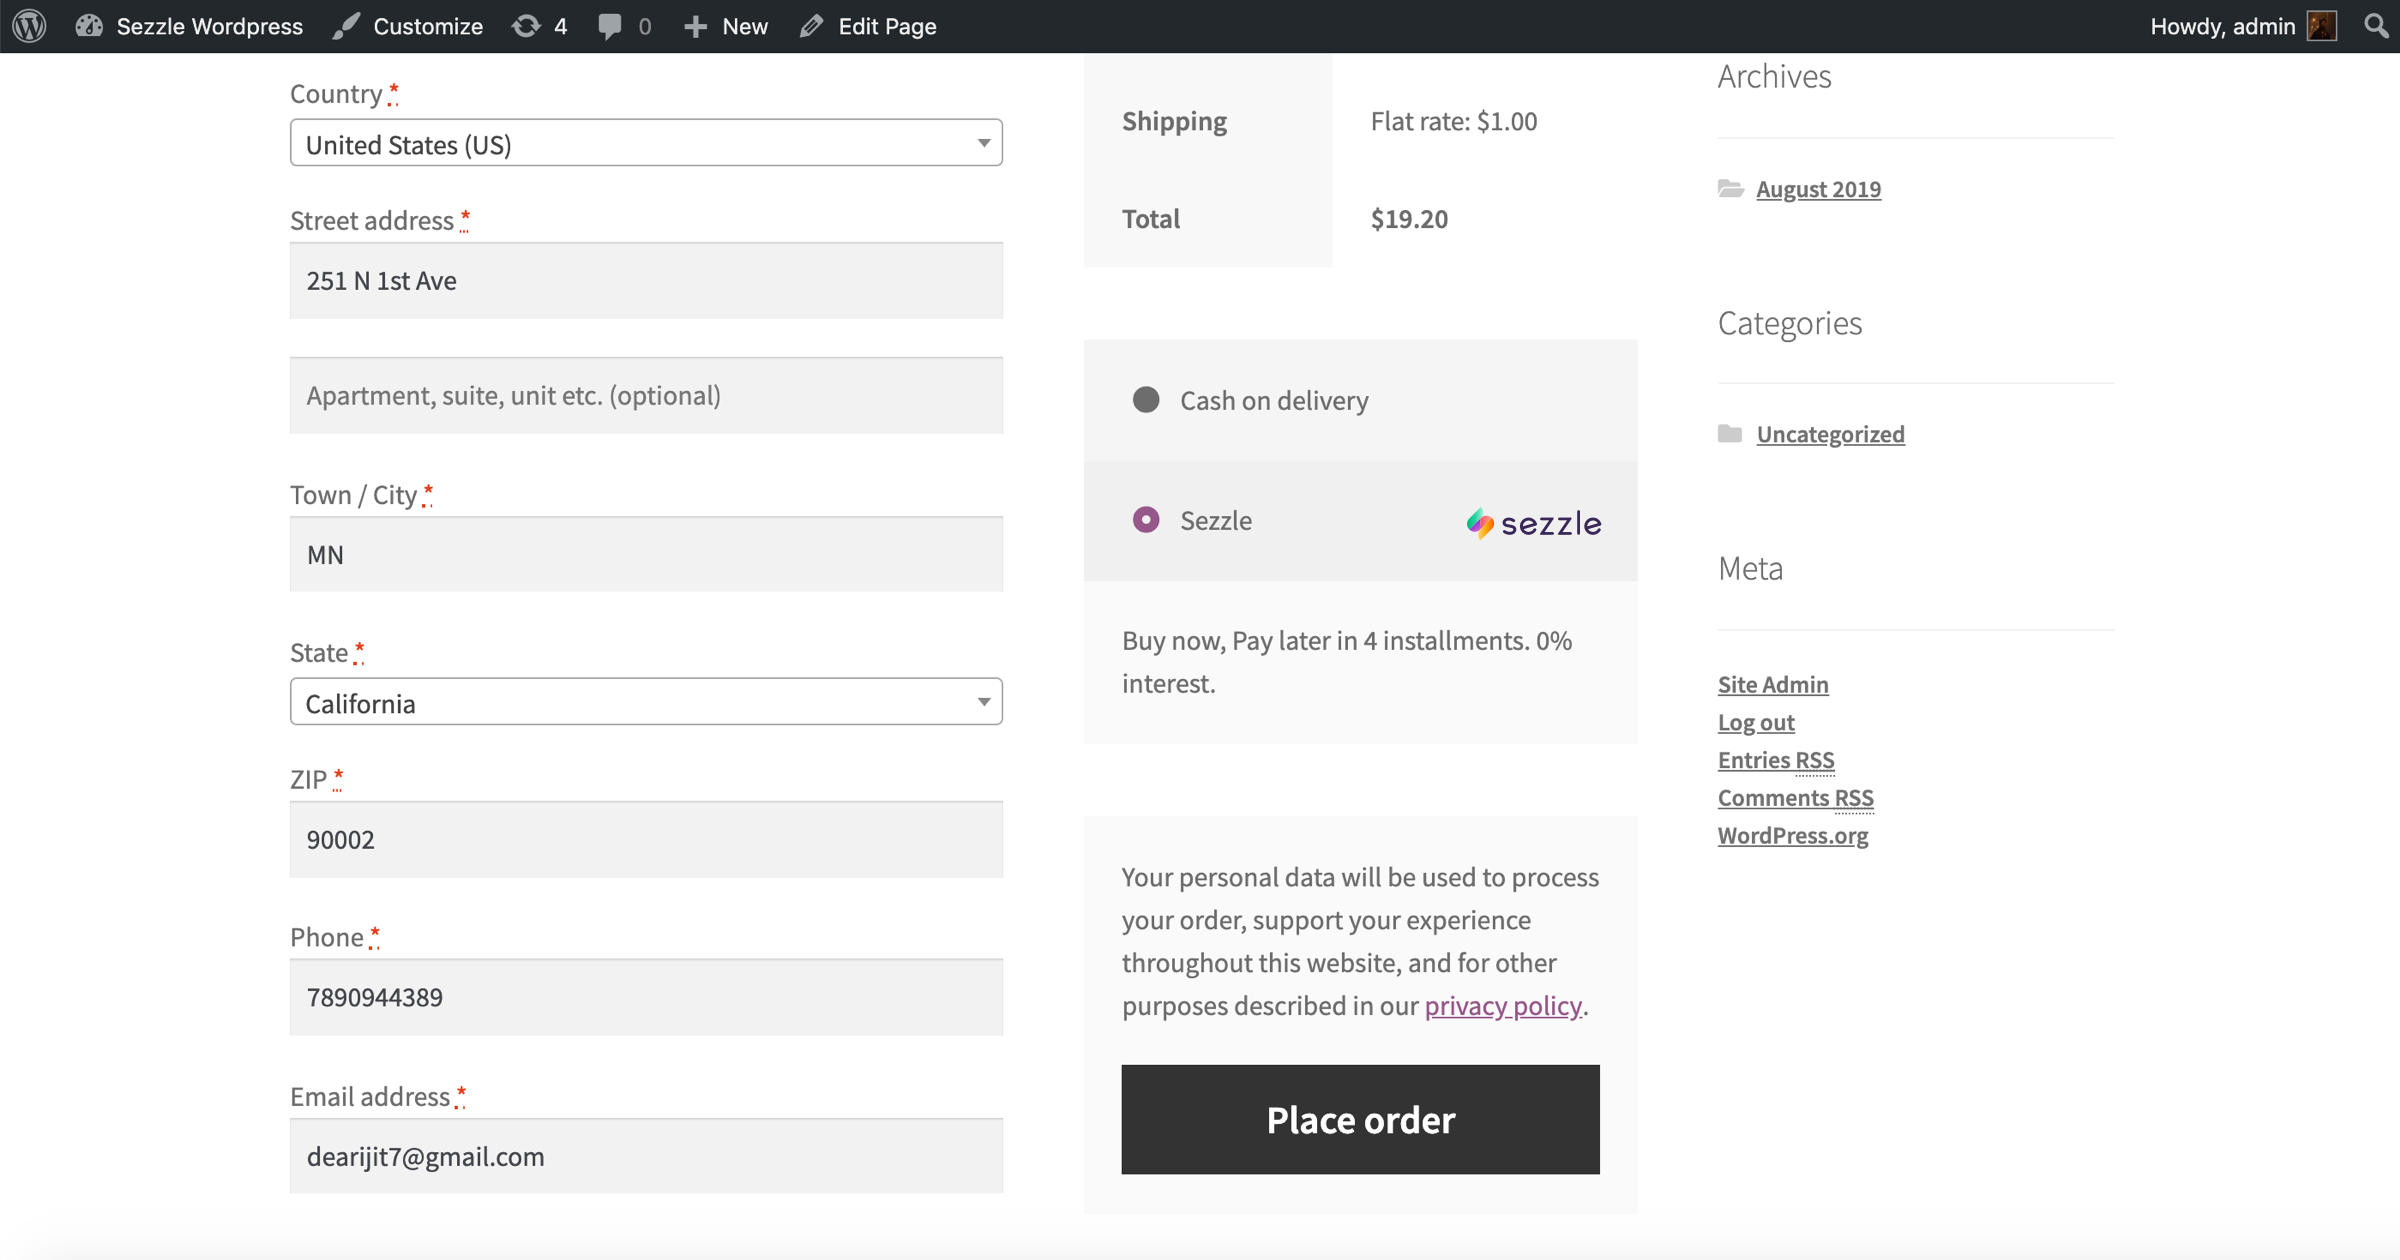 Sezzle Wordpress Customize 4 0 New Edit Page Howdy, admin
Country *
United States (US)
Street address *
251 N 1st Ave
Apartment, suite, unit etc. (optional)
Town / City *
MN
State *
California
ZIP *
90002
Phone *
7890944389
Email address *
dearijit7@gmail.com
Shipping Flat rate: $1.00
Total $19.20
Cash on delivery
Sezzle sezzle
Buy now, Pay later in 4 installments. 0%
interest.
Your personal data will be used to process
your order, support your experience
throughout this website, and for other
purposes described in our privacy policy.
Place order
Archives
August 2019
Categories
Uncategorized
Meta
Site Admin
Log out
Entries RSS
Comments RSS
WordPress.org